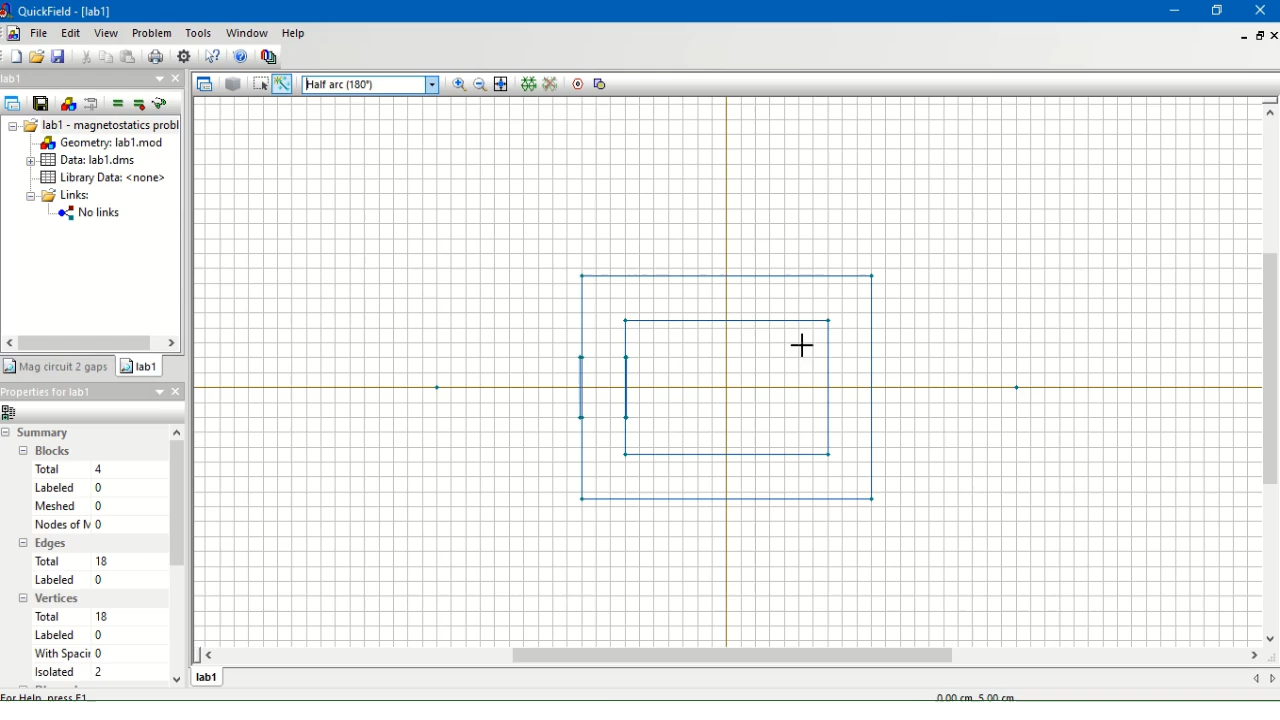 QuickField - [lab1]
File Edit View Problem Tools Window Help
lab1
Half arc (180°)
lab1 - magnetostatics probl
Geometry: lab1.mod
Data: lab1.dms
Library Data: <none>
Links:
No links
Mag circuit 2 gaps lab1
Properties for lab1
Summary
Blocks
Total 4
Labeled 0
Meshed 0
Nodes of M 0
Edges
Total 18
Labeled 0
Vertices
Total 18
Labeled 0
With Spacin 0
Isolated 2
lab1
For Help, press F1
0.00 cm, 5.00 cm